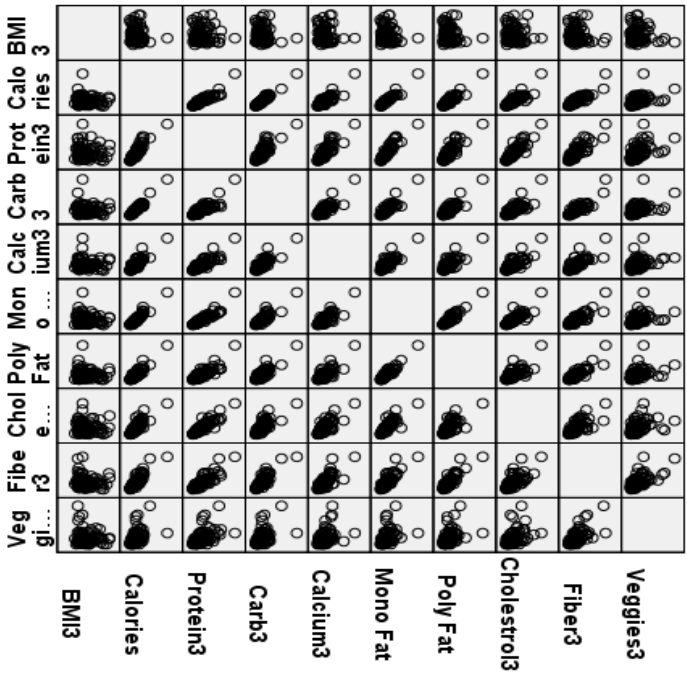 BMI
3
Calo
ries
Prot
ein3
Carb
3
Calc
ium3
Mon
o ...
Poly
Fat
Chol
e...
Fibe
r3
Veg
gi...
BMI3
Calories
Protein3
Carb3
Calcium3
Mono Fat
Poly Fat
Cholestrol3
Fiber3
Veggies3